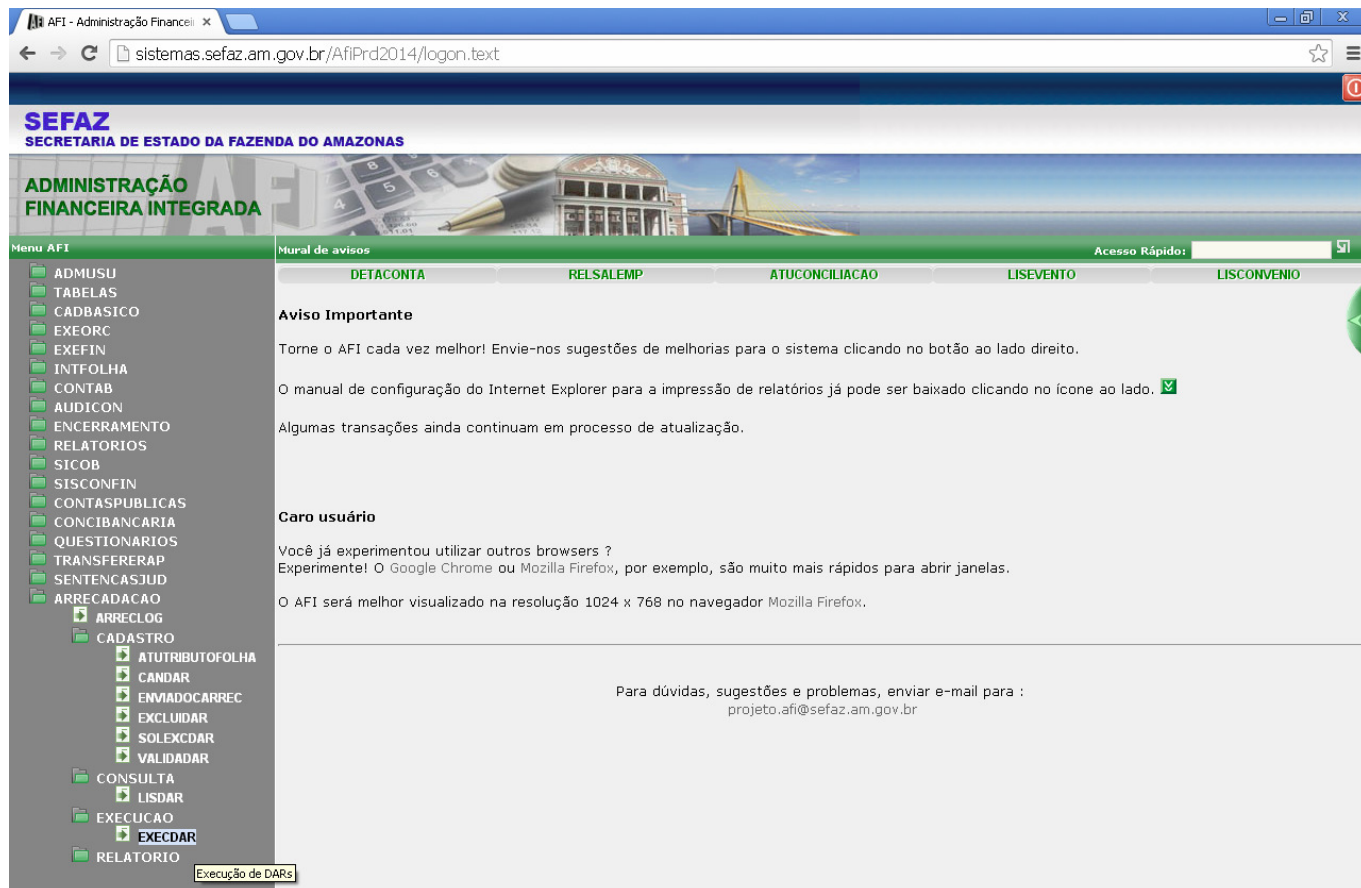 AFI - Administração Financei
sistemas.sefaz.am.gov.br/AfiPrd2014/logon.text
SEFAZ
SECRETARIA DE ESTADO DA FAZENDA DO AMAZONAS
ADMINISTRAÇÃO
FINANCEIRA INTEGRADA
Menu AFI
Mural de avisos
Acesso Rápido:
ADMUSU
TABELAS
CADBASICO
EXEORC
EXEFIN
INTFOLHA
CONTAB
AUDICON
ENCERRAMENTO
RELATORIOS
SICOB
SISCONFIN
CONTASPUBLICAS
CONCIBANCARIA
QUESTIONARIOS
TRANSFERERAP
SENTENCASJUD
ARRECADACAO
ARRECLOG
CADASTRO
ATUTRIBUTOFOLHA
CANDAR
ENVIADOCARREC
EXCLUIDAR
SOLEXCDAR
VALIDADAR
CONSULTA
LISDAR
EXECUCAO
EXECDAR
RELATORIO
Execução de DARs
DETACONTA RELSALEMP ATUCONCILIACAO LISEVENTO LISCONVENIO
Aviso Importante
Torne o AFI cada vez melhor! Envie-nos sugestões de melhorias para o sistema clicando no botão ao lado direito.
O manual de configuração do Internet Explorer para a impressão de relatórios já pode ser baixado clicando no ícone ao lado.
Algumas transações ainda continuam em processo de atualização.
Caro usuário
Você já experimentou utilizar outros browsers ?
Experimente! O Google Chrome ou Mozilla Firefox, por exemplo, são muito mais rápidos para abrir janelas.
O AFI será melhor visualizado na resolução 1024 x 768 no navegador Mozilla Firefox.
Para dúvidas, sugestões e problemas, enviar e-mail para :
projeto.afi@sefaz.am.gov.br